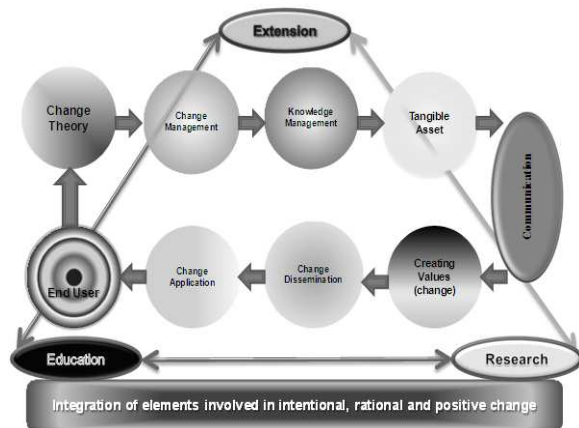 Extension
Change
Theory
Change
Management
Knowledge
Management
Tangible
Asset
Communication
End User
Change
Application
Change
Dissemination
Creating
Values
(change)
Education
Research
Integration of elements involved in intentional, rational and positive change